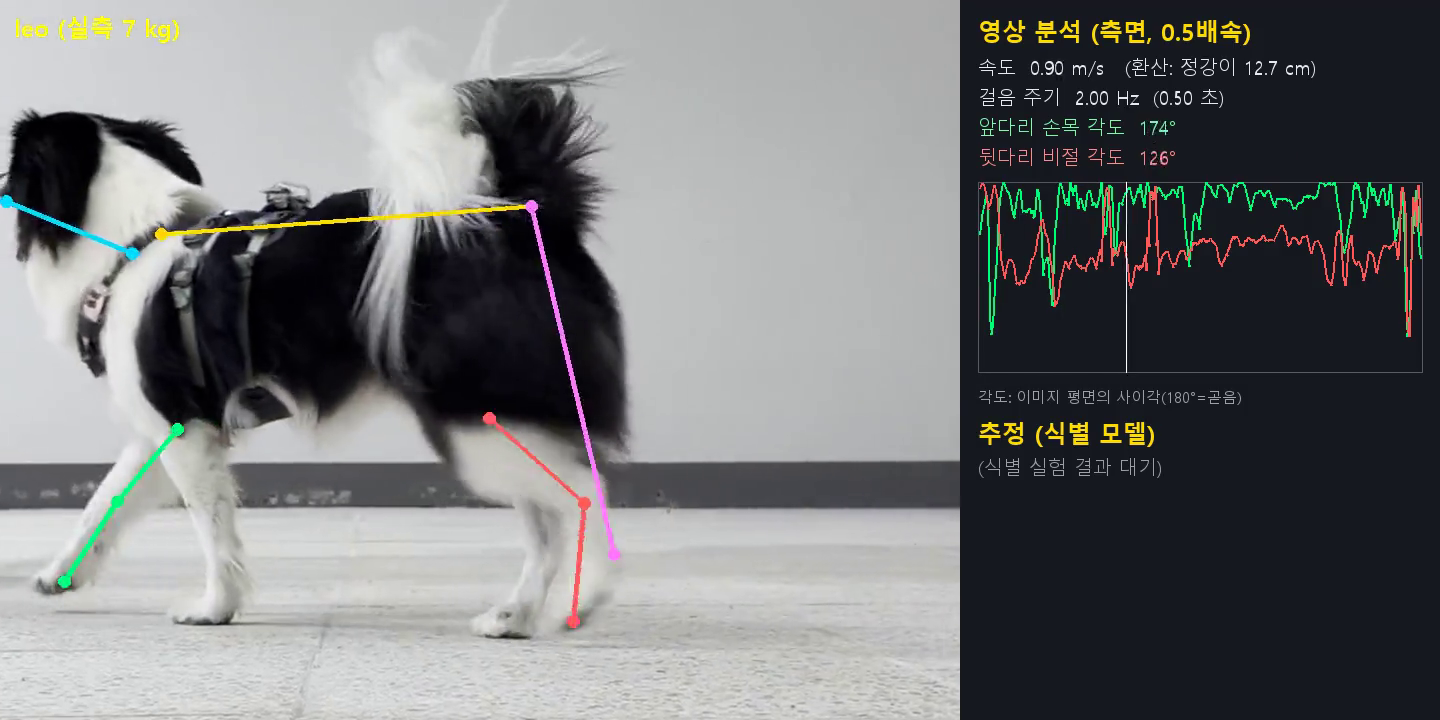 leo (실측 7 kg)
영상 분석 (측면, 0.5배속)
속도 0.90 m/s (환산: 정강이 12.7 cm)
걸음 주기 2.00 Hz (0.50 초)
앞다리 손목 각도 174°
뒷다리 비절 각도 126°
각도: 이미지 평면의 사이각(180°=곧음)
추정 (식별 모델)
(식별 실험 결과 대기)